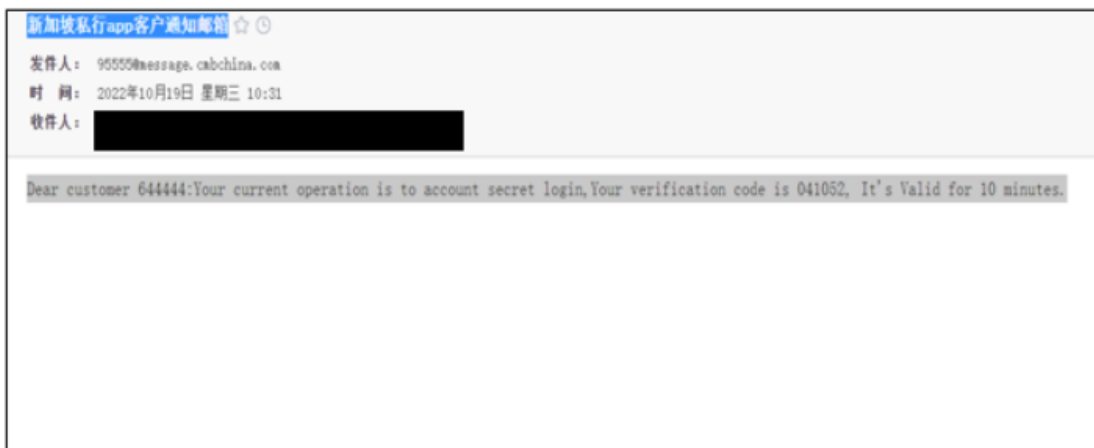 新加坡私行app客户通知邮箱
发件人： 95555@message.cmbchina.com
时 间： 2022年10月19日 星期三 10:31
收件人：
Dear customer 644444:Your current operation is to account secret login,Your verification code is 041052, It's Valid for 10 minutes.